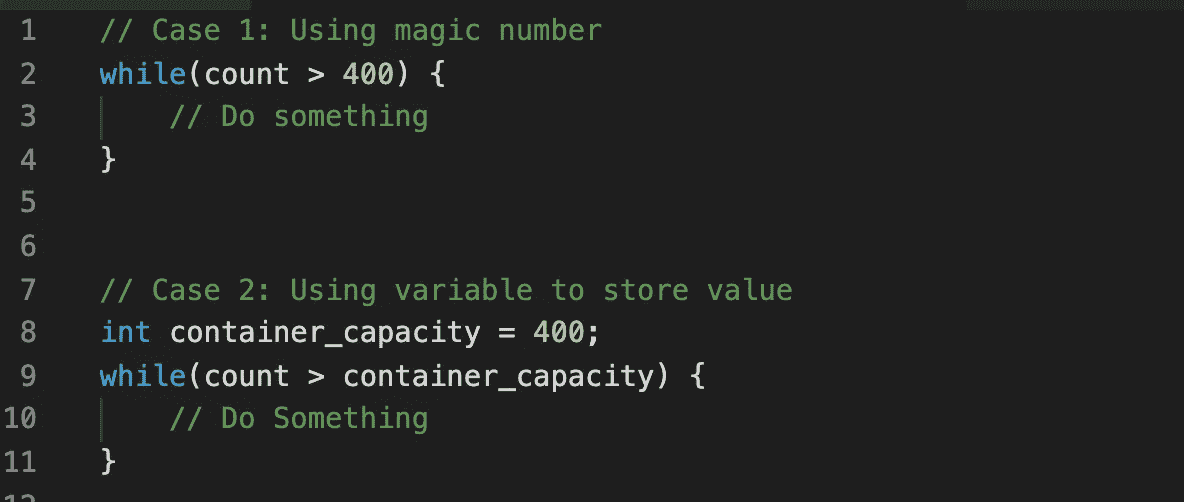 1 // Case 1: Using magic number
2 while(count > 400) {
3 // Do something
4 }
5
6
7 // Case 2: Using variable to store value
8 int container_capacity = 400;
9 while(count > container_capacity) {
10 // Do Something
11 }
12